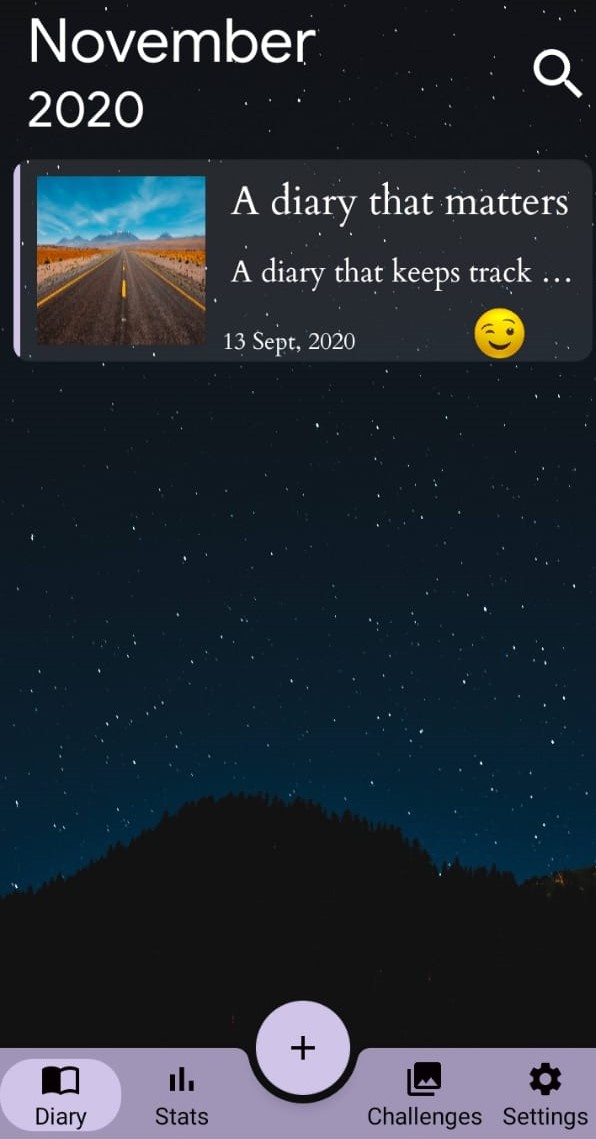 November
2020
A diary that matters
A diary that keeps track ...
13 Sept, 2020
Diary
Stats
Challenges
Settings